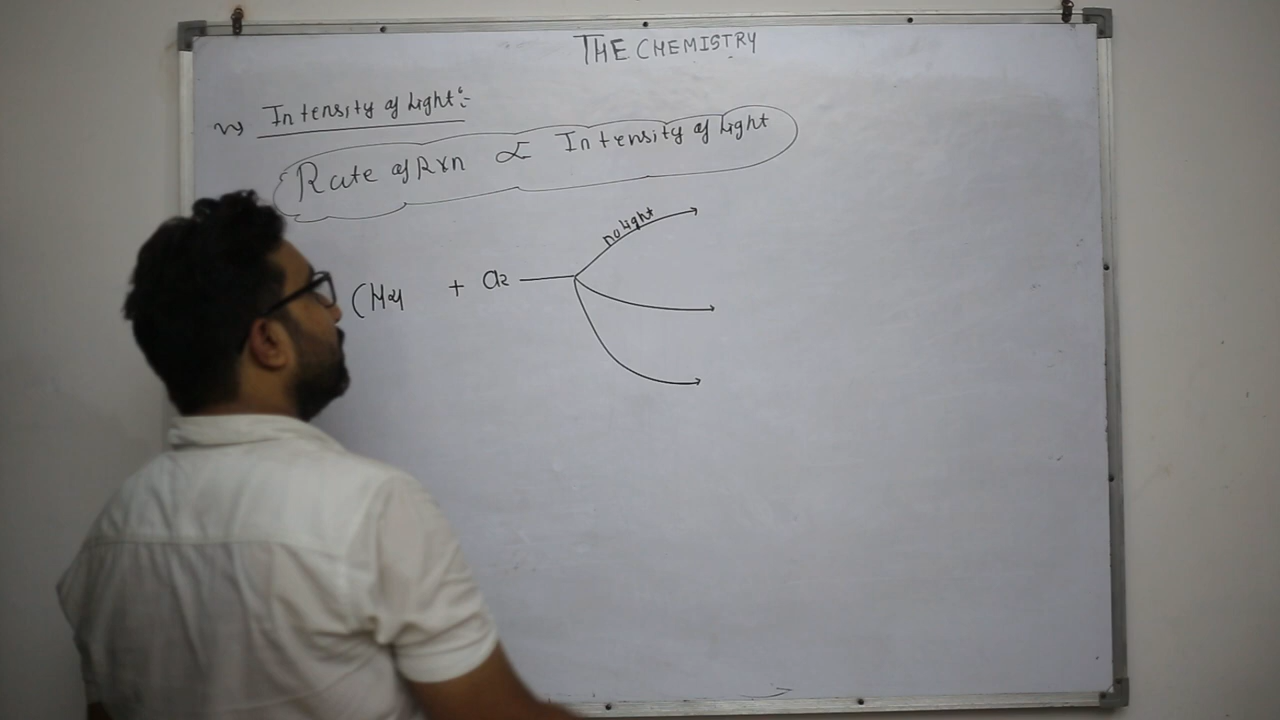 THE CHEMISTRY
Intensity of Light :-
Rate of Rxn ∝ Intensity of Light
no Light
CH4 + Cl2